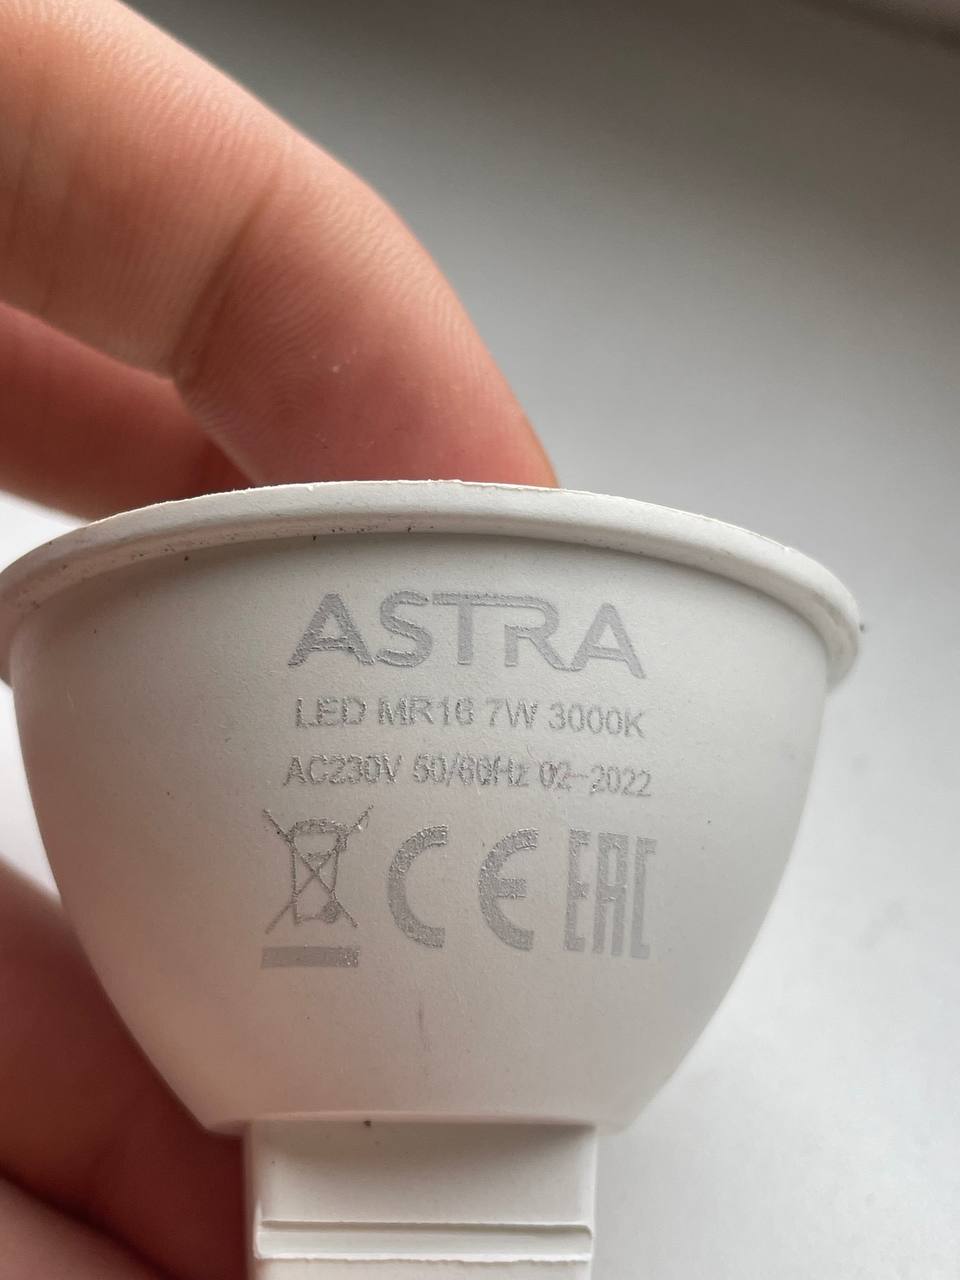 ASTRA
LED MR16 7W 3000K
AC230V 50/60Hz 02-2022
CE EAC